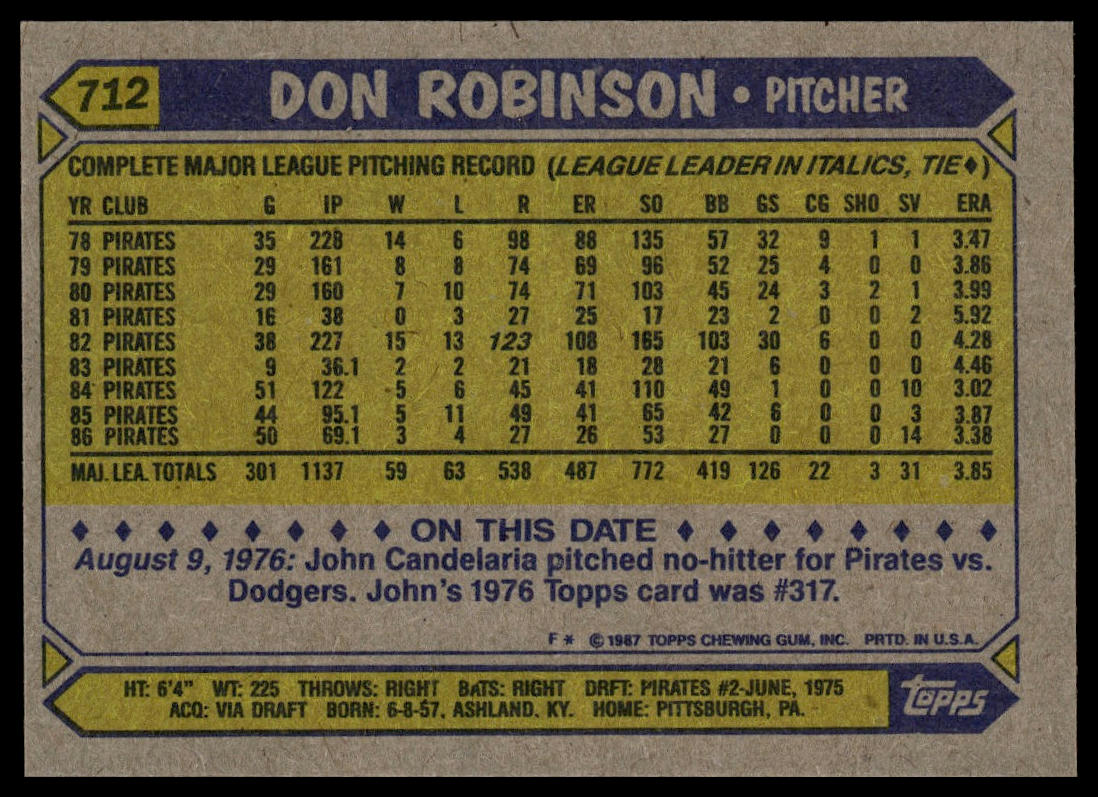 712 DON ROBINSON • PITCHER
COMPLETE MAJOR LEAGUE PITCHING RECORD (LEAGUE LEADER IN ITALICS, TIE♦)
YR CLUB G IP W L R ER SO BB GS CG SHO SV ERA
78 PIRATES 35 228 14 6 98 88 135 57 32 9 1 1 3.47
79 PIRATES 29 161 8 8 74 69 96 52 25 4 0 0 3.86
80 PIRATES 29 160 7 10 74 71 103 45 24 3 2 1 3.99
81 PIRATES 16 38 0 3 27 25 17 23 2 0 0 2 5.92
82 PIRATES 38 227 15 13 123 108 165 103 30 6 0 0 4.28
83 PIRATES 9 36.1 2 2 21 18 28 21 6 0 0 0 4.46
84 PIRATES 51 122 5 6 45 41 110 49 1 0 0 10 3.02
85 PIRATES 44 95.1 5 11 49 41 65 42 6 0 0 3 3.87
86 PIRATES 50 69.1 3 4 27 26 53 27 0 0 0 14 3.38
MAJ. LEA. TOTALS 301 1137 59 63 538 487 772 419 126 22 3 31 3.85
♦ ♦ ♦ ♦ ♦ ♦ ♦ ♦ ON THIS DATE ♦ ♦ ♦ ♦ ♦ ♦ ♦ ♦
August 9, 1976: John Candelaria pitched no-hitter for Pirates vs.
Dodgers. John's 1976 Topps card was #317.
F * © 1987 TOPPS CHEWING GUM, INC. PRTD. IN U.S.A.
HT: 6'4" WT: 225 THROWS: RIGHT BATS: RIGHT DRFT: PIRATES #2-JUNE, 1975
ACQ: VIA DRAFT BORN: 6-8-57, ASHLAND, KY. HOME: PITTSBURGH, PA.
TOPPS